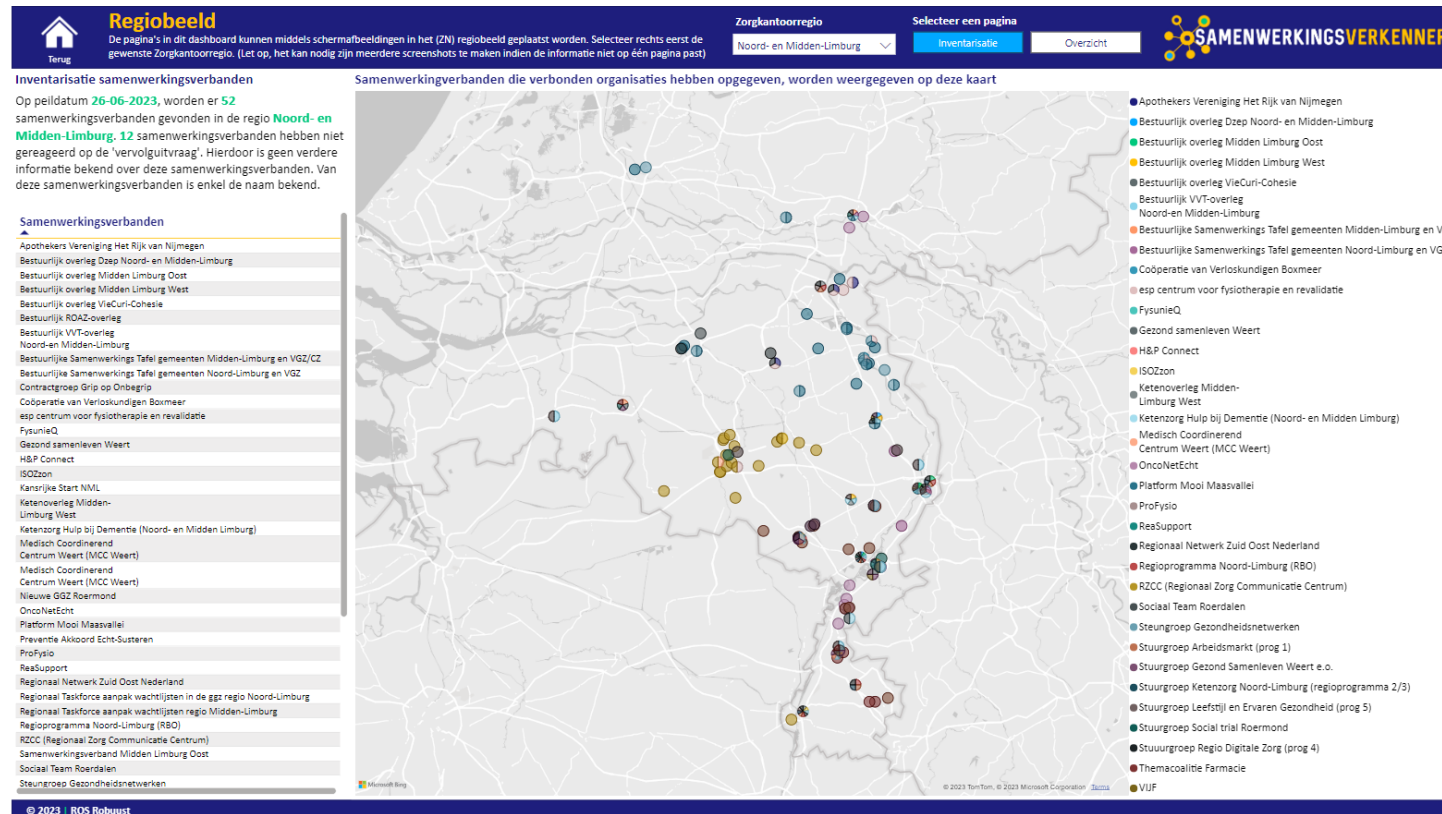 Terug
Regiobeeld
De pagina's in dit dashboard kunnen middels schermafbeeldingen in het (ZN) regiobeeld geplaatst worden. Selecteer rechts eerst de
gewenste Zorgkantoorregio. (Let op, het kan nodig zijn meerdere screenshots te maken indien de informatie niet op één pagina past)
Zorgkantoorregio
Noord- en Midden-Limburg
Selecteer een pagina
Inventarisatie
Overzicht
SAMENWERKINGSVERKENNER
Inventarisatie samenwerkingsverbanden
Op peildatum 26-06-2023, worden er 52
samenwerkingsverbanden gevonden in de regio Noord- en
Midden-Limburg. 12 samenwerkingsverbanden hebben niet
gereageerd op de 'vervolguitvraag'. Hierdoor is geen verdere
informatie bekend over deze samenwerkingsverbanden. Van
deze samenwerkingsverbanden is enkel de naam bekend.
Samenwerkingsverbanden
Apothekers Vereniging Het Rijk van Nijmegen
Bestuurlijk overleg Dzep Noord- en Midden-Limburg
Bestuurlijk overleg Midden Limburg Oost
Bestuurlijk overleg Midden Limburg West
Bestuurlijk overleg VieCuri-Cohesie
Bestuurlijk ROAZ-overleg
Bestuurlijk VVT-overleg
Noord-en Midden-Limburg
Bestuurlijke Samenwerkings Tafel gemeenten Midden-Limburg en VGZ/CZ
Bestuurlijke Samenwerkings Tafel gemeenten Noord-Limburg en VGZ
Contractgroep Grip op Onbegrip
Coöperatie van Verloskundigen Boxmeer
esp centrum voor fysiotherapie en revalidatie
FysunieQ
Gezond samenleven Weert
H&P Connect
ISOZzon
Kansrijke Start NML
Ketenoverleg Midden-
Limburg West
Ketenzorg Hulp bij Dementie (Noord- en Midden Limburg)
Medisch Coordinerend
Centrum Weert (MCC Weert)
Medisch Coordinerend
Centrum Weert (MCC Weert)
Nieuwe GGZ Roermond
OncoNetEcht
Platform Mooi Maasvallei
Preventie Akkoord Echt-Susteren
ProFysio
ReaSupport
Regionaal Netwerk Zuid Oost Nederland
Regionaal Taskforce aanpak wachtlijsten in de ggz regio Noord-Limburg
Regionaal Taskforce aanpak wachtlijsten regio Midden-Limburg
Regioprogramma Noord-Limburg (RBO)
RZCC (Regionaal Zorg Communicatie Centrum)
Samenwerkingsverband Midden Limburg Oost
Sociaal Team Roerdalen
Steungroep Gezondheidsnetwerken
Samenwerkingverbanden die verbonden organisaties hebben opgegeven, worden weergegeven op deze kaart
Microsoft Bing
© 2023 TomTom, © 2023 Microsoft Corporation Terms
Apothekers Vereniging Het Rijk van Nijmegen
Bestuurlijk overleg Dzep Noord- en Midden-Limburg
Bestuurlijk overleg Midden Limburg Oost
Bestuurlijk overleg Midden Limburg West
Bestuurlijk overleg VieCuri-Cohesie
Bestuurlijk VVT-overleg
Noord-en Midden-Limburg
Bestuurlijke Samenwerkings Tafel gemeenten Midden-Limburg en V
Bestuurlijke Samenwerkings Tafel gemeenten Noord-Limburg en VG
Coöperatie van Verloskundigen Boxmeer
esp centrum voor fysiotherapie en revalidatie
FysunieQ
Gezond samenleven Weert
H&P Connect
ISOZzon
Ketenoverleg Midden-
Limburg West
Ketenzorg Hulp bij Dementie (Noord- en Midden Limburg)
Medisch Coordinerend
Centrum Weert (MCC Weert)
OncoNetEcht
Platform Mooi Maasvallei
ProFysio
ReaSupport
Regionaal Netwerk Zuid Oost Nederland
Regioprogramma Noord-Limburg (RBO)
RZCC (Regionaal Zorg Communicatie Centrum)
Sociaal Team Roerdalen
Steungroep Gezondheidsnetwerken
Stuurgroep Arbeidsmarkt (prog 1)
Stuurgroep Gezond Samenleven Weert e.o.
Stuurgroep Ketenzorg Noord-Limburg (regioprogramma 2/3)
Stuurgroep Leefstijl en Ervaren Gezondheid (prog 5)
Stuurgroep Social trial Roermond
Stuuurgroep Regio Digitale Zorg (prog 4)
Themacoalitie Farmacie
VIJF
© 2023 | ROS Robuust